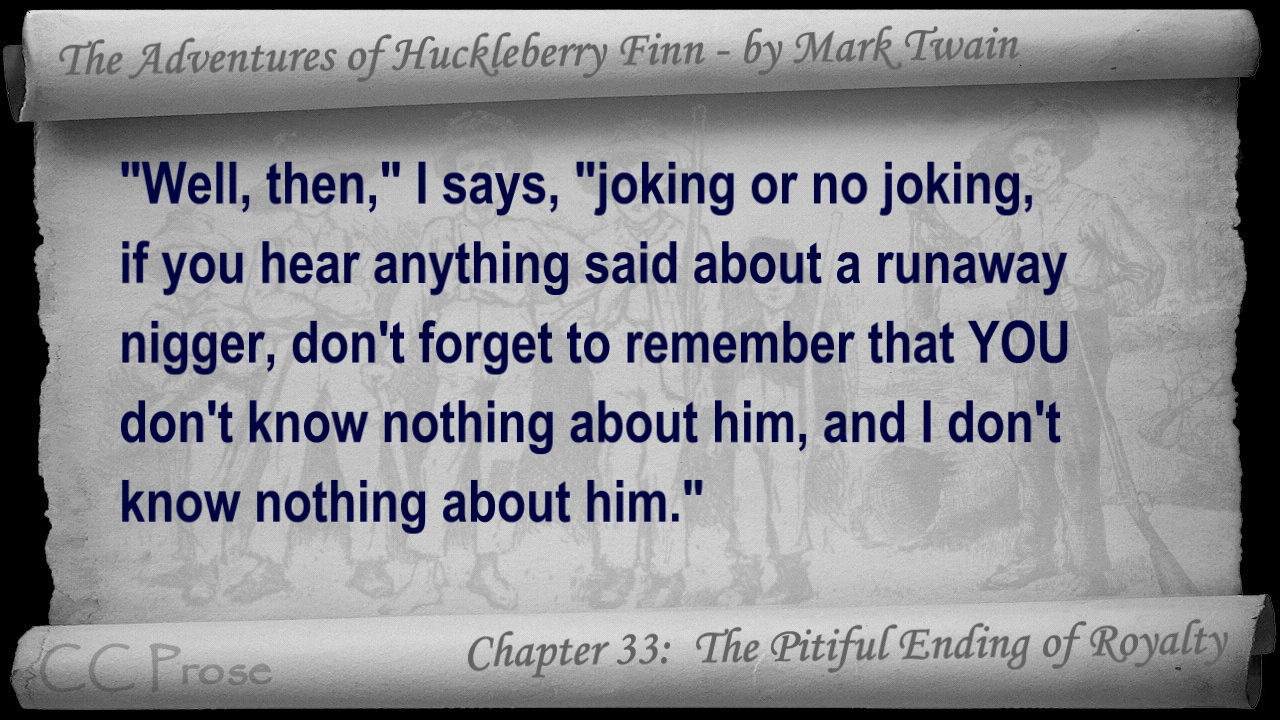 The Adventures of Huckleberry Finn - by Mark Twain
"Well, then," I says, "joking or no joking,
if you hear anything said about a runaway
nigger, don't forget to remember that YOU
don't know nothing about him, and I don't
know nothing about him."
CC Prose
Chapter 33: The Pitiful Ending of Royalty